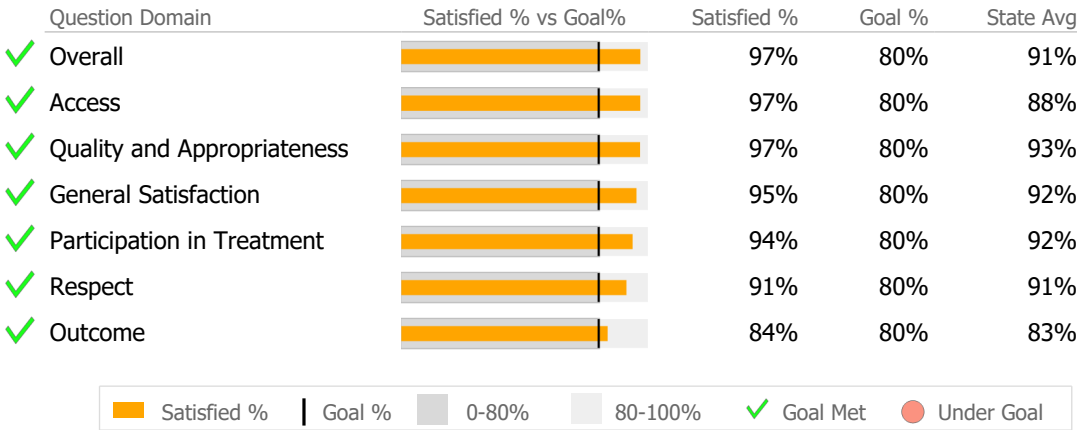 Question Domain Satisfied % vs Goal% Satisfied % Goal % State Avg
Overall 97% 80% 91%
Access 97% 80% 88%
Quality and Appropriateness 97% 80% 93%
General Satisfaction 95% 80% 92%
Participation in Treatment 94% 80% 92%
Respect 91% 80% 91%
Outcome 84% 80% 83%
Satisfied % Goal % 0-80% 80-100% Goal Met Under Goal